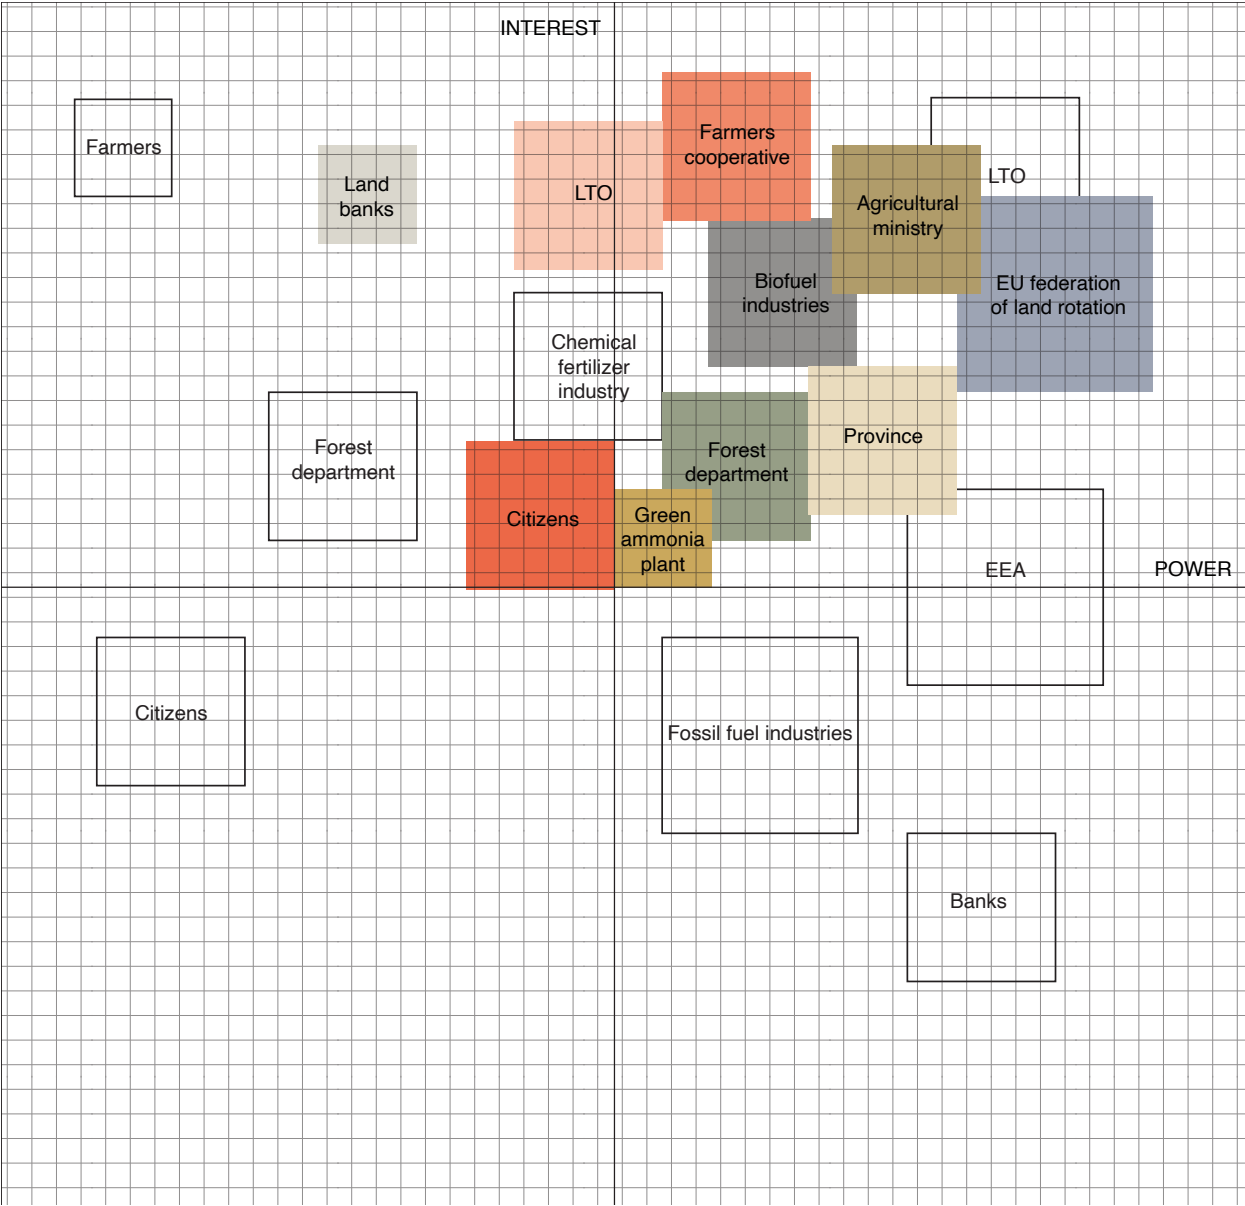 INTEREST
Farmers
Land
banks
LTO
Farmers
cooperative
LTO
Agricultural
ministry
Biofuel
industries
EU federation
of land rotation
Chemical
fertilizer
industry
Forest
department
Forest
department
Province
Citizens
Green
ammonia
plant
EEA
POWER
Citizens
Fossil fuel industries
Banks